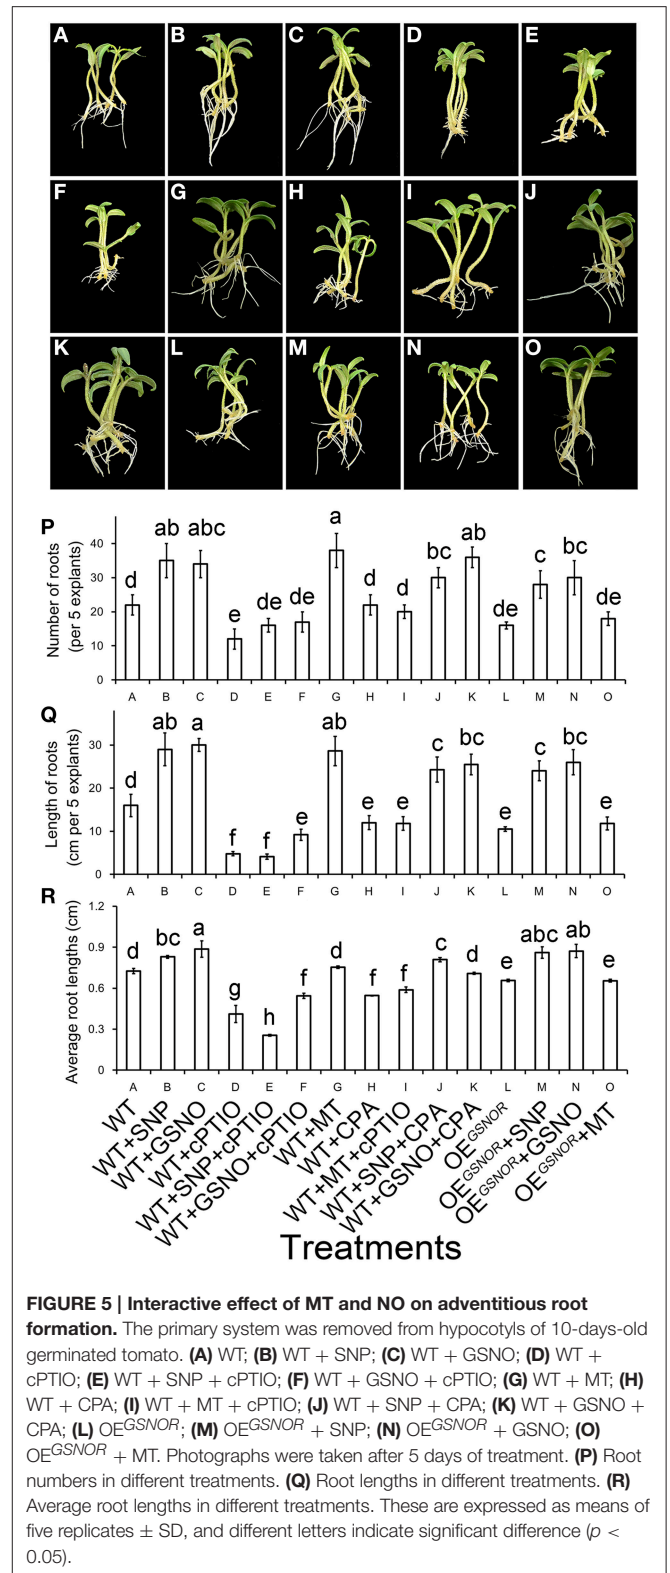 A B C D E
F G H I J
K L M N O
P
Number of roots
(per 5 explants)
40
30
20
10
0
d ab abc e de de a d d bc ab de c bc de
A B C D E F G H I J K L M N O
Q
Length of roots
(cm per 5 explants)
30
20
10
0
d ab a f f e ab e e c bc e c bc e
A B C D E F G H I J K L M N O
R
Average root lengths (cm)
1.2
0.9
0.6
0.3
0
d bc a g h f d f f c d e abc ab e
A B C D E F G H I J K L M N O
WT
WT+SNP
WT+GSNO
WT+cPTIO
WT+SNP+cPTIO
WT+GSNO+cPTIO
WT+MT
WT+CPA
WT+MT+cPTIO
WT+SNP+CPA
WT+GSNO+CPA
OE^GSNOR
OE^GSNOR+SNP
OE^GSNOR+GSNO
OE^GSNOR+MT
Treatments
FIGURE 5 | Interactive effect of MT and NO on adventitious root
formation. The primary system was removed from hypocotyls of 10-days-old
germinated tomato. (A) WT; (B) WT + SNP; (C) WT + GSNO; (D) WT +
cPTIO; (E) WT + SNP + cPTIO; (F) WT + GSNO + cPTIO; (G) WT + MT; (H)
WT + CPA; (I) WT + MT + cPTIO; (J) WT + SNP + CPA; (K) WT + GSNO +
CPA; (L) OE^GSNOR; (M) OE^GSNOR + SNP; (N) OE^GSNOR + GSNO; (O)
OE^GSNOR + MT. Photographs were taken after 5 days of treatment. (P) Root
numbers in different treatments. (Q) Root lengths in different treatments. (R)
Average root lengths in different treatments. These are expressed as means of
five replicates ± SD, and different letters indicate significant difference (p <
0.05).